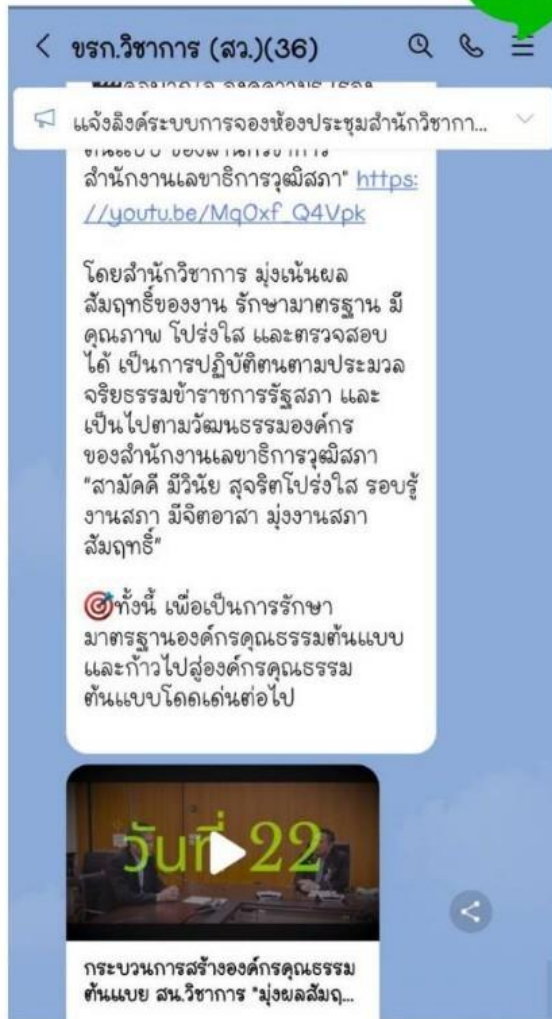 ขรก.วิชาการ (สว.)(36)
แจ้งลิงค์ระบบการจองห้องประชุมสำนักวิชากา...
ต้นแบบ ของสำนักวิชาการ
สำนักงานเลขาธิการวุฒิสภา" https:
//youtu.be/MqOxf_Q4Vpk
โดยสำนักวิชาการ มุ่งเน้นผล
สัมฤทธิ์ของงาน รักษามาตรฐาน มี
คุณภาพ โปร่งใส และตรวจสอบ
ได้ เป็นการปฏิบัติตนตามประมวล
จริยธรรมข้าราชการรัฐสภา และ
เป็นไปตามวัฒนธรรมองค์กร
ของสำนักงานเลขาธิการวุฒิสภา
"สามัคคี มีวินัย สุจริตโปร่งใส รอบรู้
งานสภา มีจิตอาสา มุ่งงานสภา
สัมฤทธิ์"
🎯ทั้งนี้ เพื่อเป็นการรักษา
มาตรฐานองค์กรคุณธรรมต้นแบบ
และก้าวไปสู่องค์กรคุณธรรม
ต้นแบบโดดเด่นต่อไป
วันที่ 22
กระบวนการสร้างองค์กรคุณธรรม
ต้นแบย สน.วิชาการ "มุ่งผลสัมฤ...